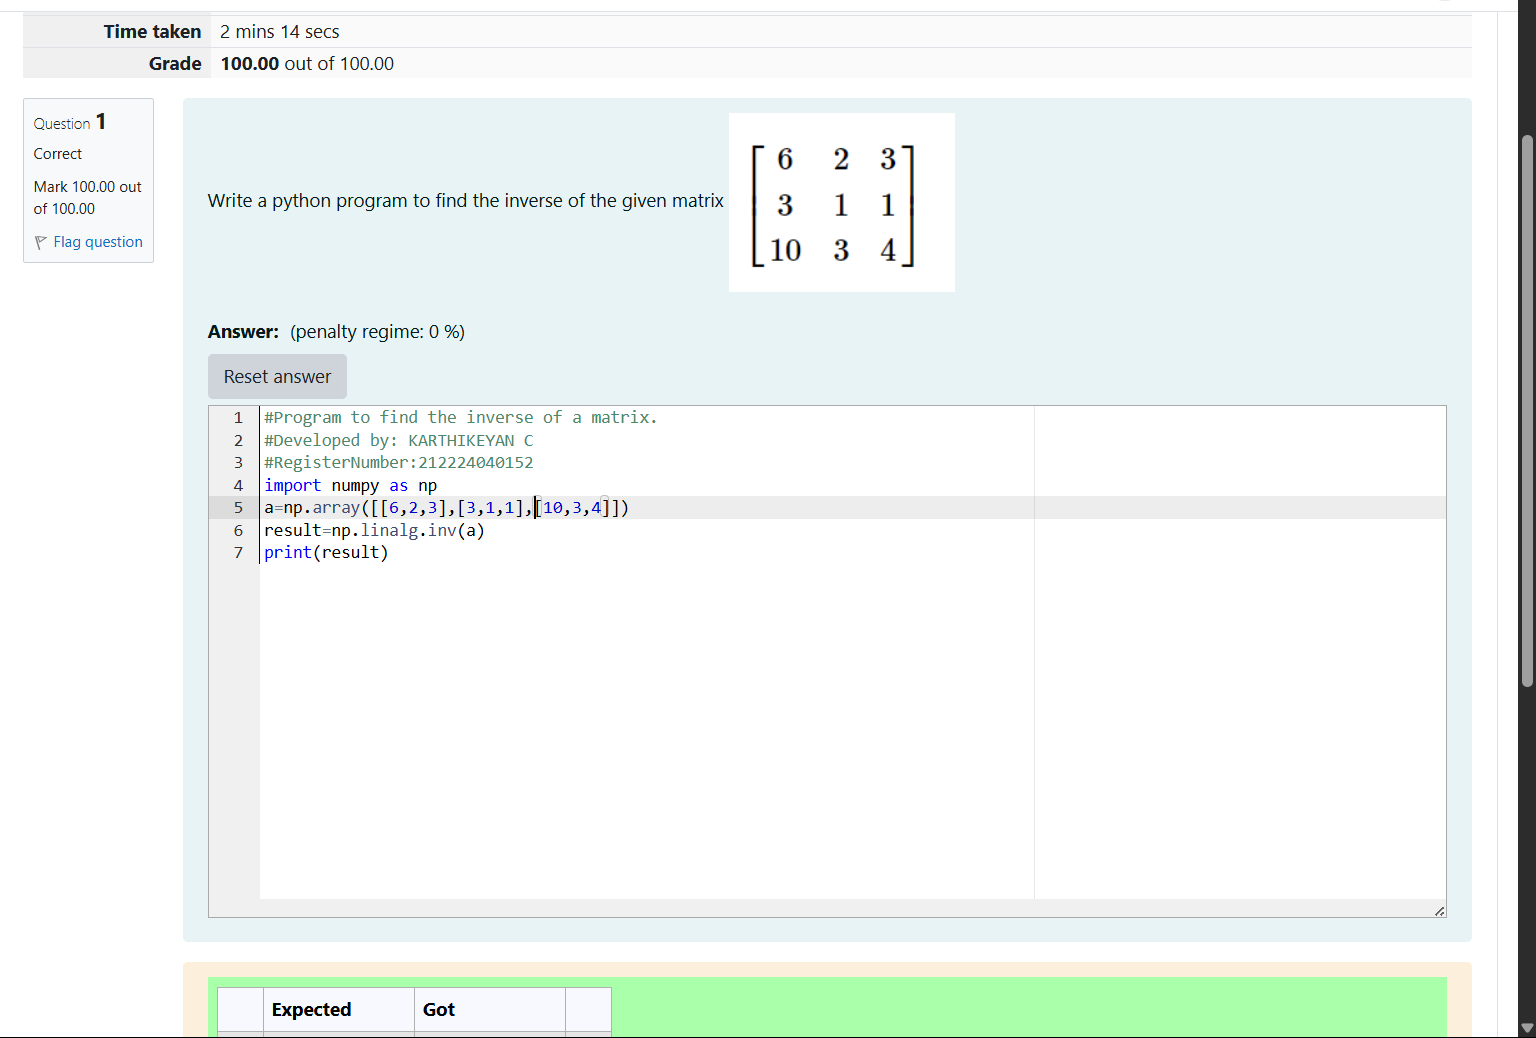 Time taken 2 mins 14 secs
Grade 100.00 out of 100.00
Question 1
Correct
Mark 100.00 out
of 100.00
Flag question
Write a python program to find the inverse of the given matrix
6 2 3
3 1 1
10 3 4
Answer: (penalty regime: 0 %)
Reset answer
1 #Program to find the inverse of a matrix.
2 #Developed by: KARTHIKEYAN C
3 #RegisterNumber:212224040152
4 import numpy as np
5 a=np.array([[6,2,3],[3,1,1],[10,3,4]])
6 result=np.linalg.inv(a)
7 print(result)
Expected Got